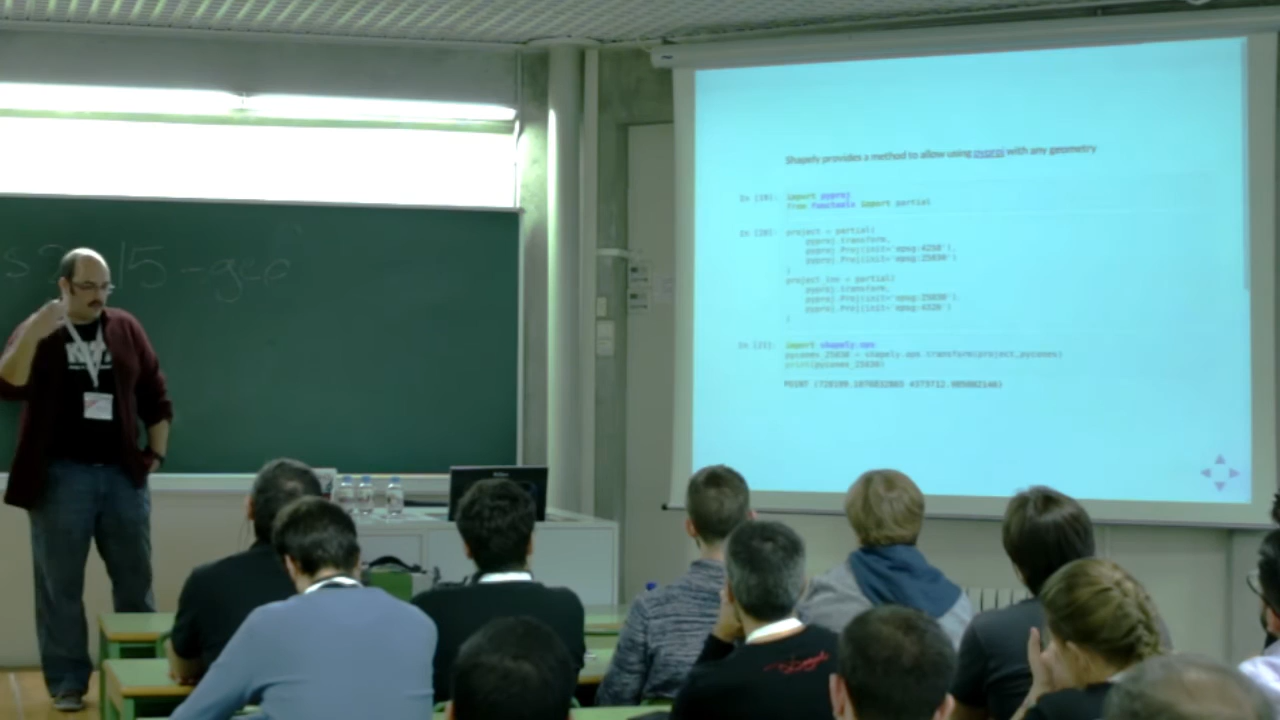 15-geo
Shapely provides a method to allow using pyproj with any geometry
In [19]: import pyproj
from functools import partial
In [20]: project = partial(
pyproj.transform,
pyproj.Proj(init='epsg:4258'),
pyproj.Proj(init='epsg:25830')
)
project_inv = partial(
pyproj.transform,
pyproj.Proj(init='epsg:25830'),
pyproj.Proj(init='epsg:4326')
)
In [21]: import shapely.ops
pycones_25830 = shapely.ops.transform(project,pycones)
print(pycones_25830)